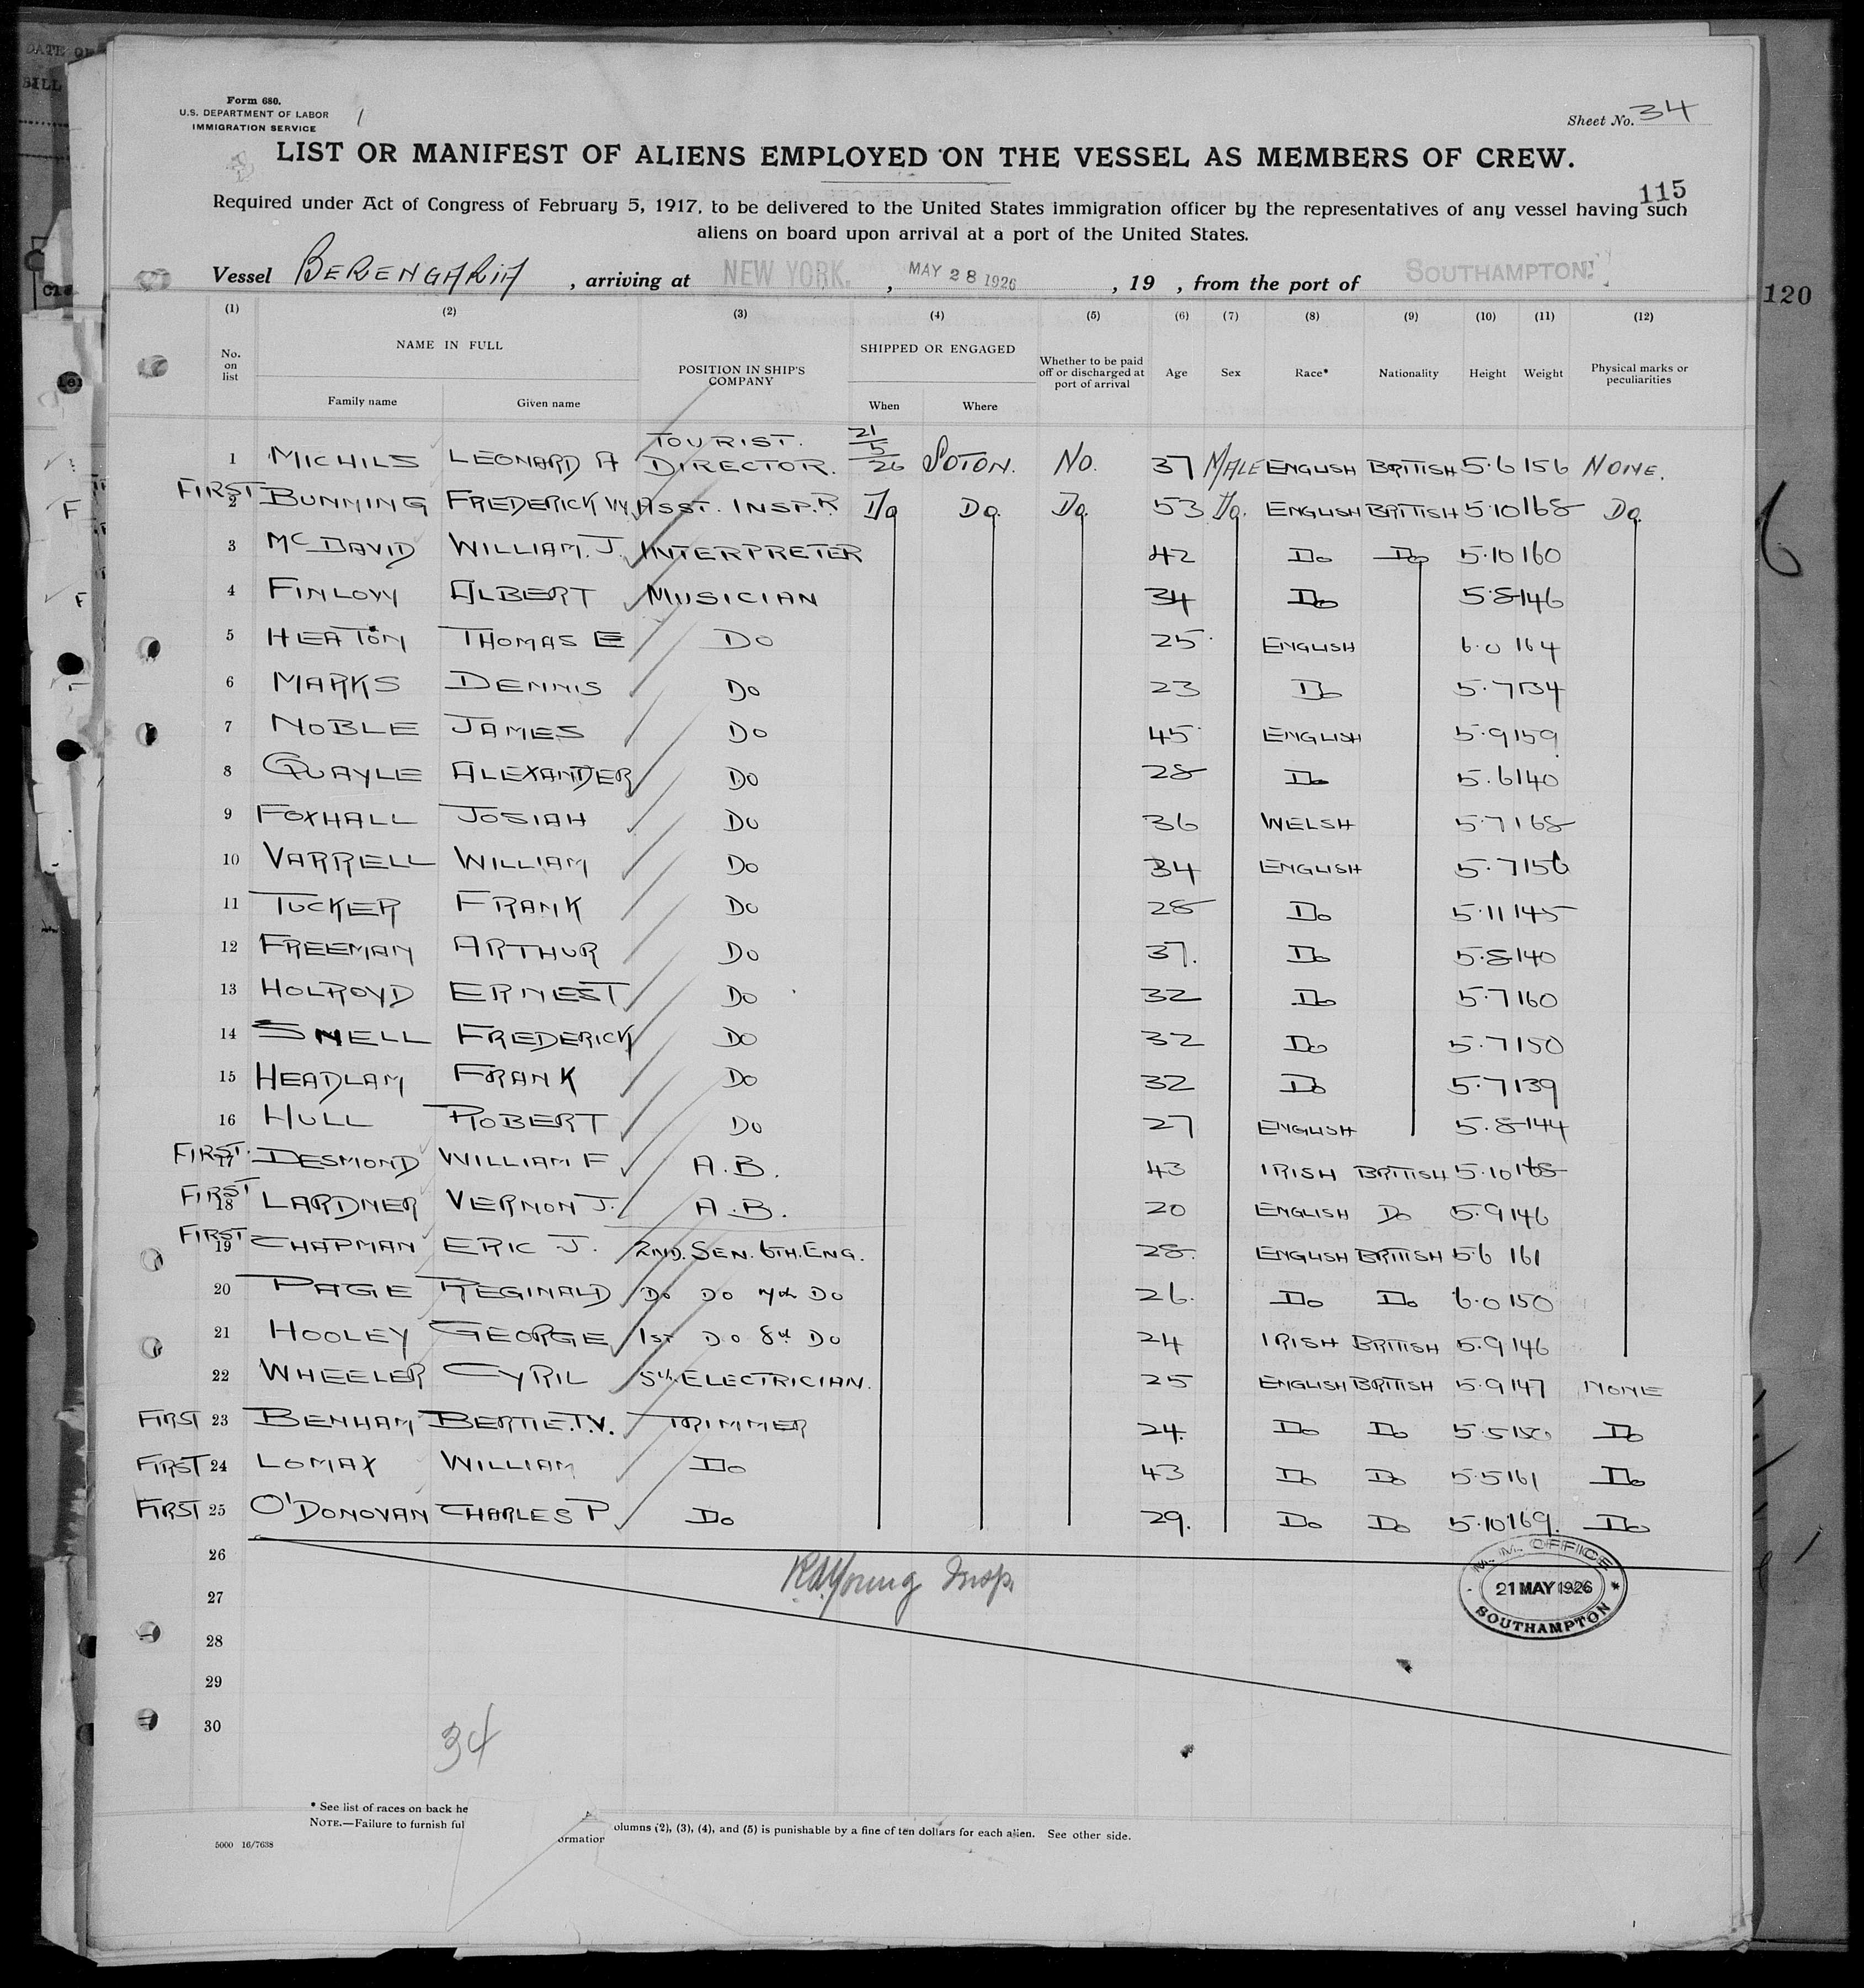 DATE OF
BILL
Form 680.
U.S. DEPARTMENT OF LABOR
IMMIGRATION SERVICE
1
Sheet No. 34
LIST OR MANIFEST OF ALIENS EMPLOYED ON THE VESSEL AS MEMBERS OF CREW.
115
Required under Act of Congress of February 5, 1917, to be delivered to the United States immigration officer by the representatives of any vessel having such
aliens on board upon arrival at a port of the United States.
Vessel BERENGARIA , arriving at NEW YORK. , MAY 28 1926 , 19 , from the port of SOUTHAMPTON.
120
(1) (2) (3) (4) (5) (6) (7) (8) (9) (10) (11) (12)
No. on list NAME IN FULL POSITION IN SHIP'S COMPANY SHIPPED OR ENGAGED Whether to be paid off or discharged at port of arrival Age Sex Race* Nationality Height Weight Physical marks or peculiarities
Family name Given name When Where
1 MICHILS LEONARD A TOURIST. DIRECTOR. 21/5/26 SOTON. NO. 37 MALE ENGLISH BRITISH 5.6 156 NONE.
FIRST 2 BUNNING FREDERICK WM ASST. INSP.R Do Do. Do. 53 Do. ENGLISH BRITISH 5.10 168 Do.
3 McDAVID WILLIAM. J. INTERPRETER 42 Do Do 5.10 160
4 FINLOW ALBERT MUSICIAN 34 Do 5.8 146
5 HEATON THOMAS E Do 25 ENGLISH 6.0 164
6 MARKS DENNIS Do 23 Do 5.7 134
7 NOBLE JAMES Do 45 ENGLISH 5.9 159
8 QUAYLE ALEXANDER Do 28 Do 5.6 140
9 FOXHALL JOSIAH Do 36 WELSH 5.7 168
10 VARRELL WILLIAM Do 34 ENGLISH 5.7 156
11 TUCKER FRANK Do 28 Do 5.11 145
12 FREEMAN ARTHUR Do 37. Do 5.8 140
13 HOLROYD ERNEST Do 32 Do 5.7 160
14 SNELL FREDERICK Do 32 Do 5.7 150
15 HEADLAM FRANK Do 32 Do 5.7 139
16 HULL ROBERT Do 27 ENGLISH 5.8 144
FIRST. 17 DESMOND WILLIAM F A.B. 43 IRISH BRITISH 5.10 168
FIRST 18 LARDNER VERNON J. A.B. 20 ENGLISH Do 5.9 146
FIRST 19 CHAPMAN ERIC J. 2ND. SEN. 6TH. ENG. 28. ENGLISH BRITISH 5.6 161
20 PAGE REGINALD Do Do 7th Do 26. Do Do 6.0 150
21 HOOLEY GEORGE 1ST Do 8th Do 24 IRISH BRITISH 5.9 146
22 WHEELER CYRIL 5th ELECTRICIAN. 25 ENGLISH BRITISH 5.9 147 NONE
FIRST 23 BENHAM BERTIE.T.V. TRIMMER 24. Do Do 5.5 Do
FIRST 24 LOMAX WILLIAM Do 43 Do Do 5.5 161 Do
FIRST 25 O'DONOVAN CHARLES P. Do 29. Do Do 5.10 169. Do
26
27
28
29
30
Young Insp.
M. M. OFFICE
21 MAY 1926
SOUTHAMPTON
34
* See list of races on back he
NOTE.—Failure to furnish ful ormation olumns (2), (3), (4), and (5) is punishable by a fine of ten dollars for each alien. See other side.
5000 16/7638